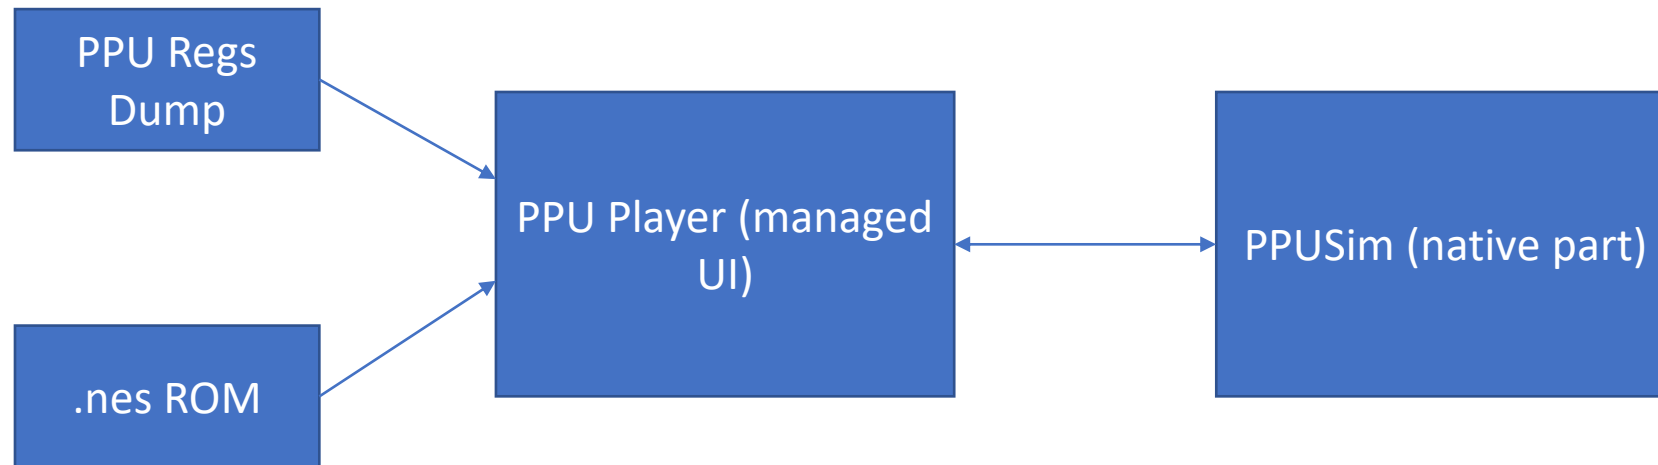 PPU Regs
Dump
.nes ROM
PPU Player (managed
UI)
PPUSim (native part)